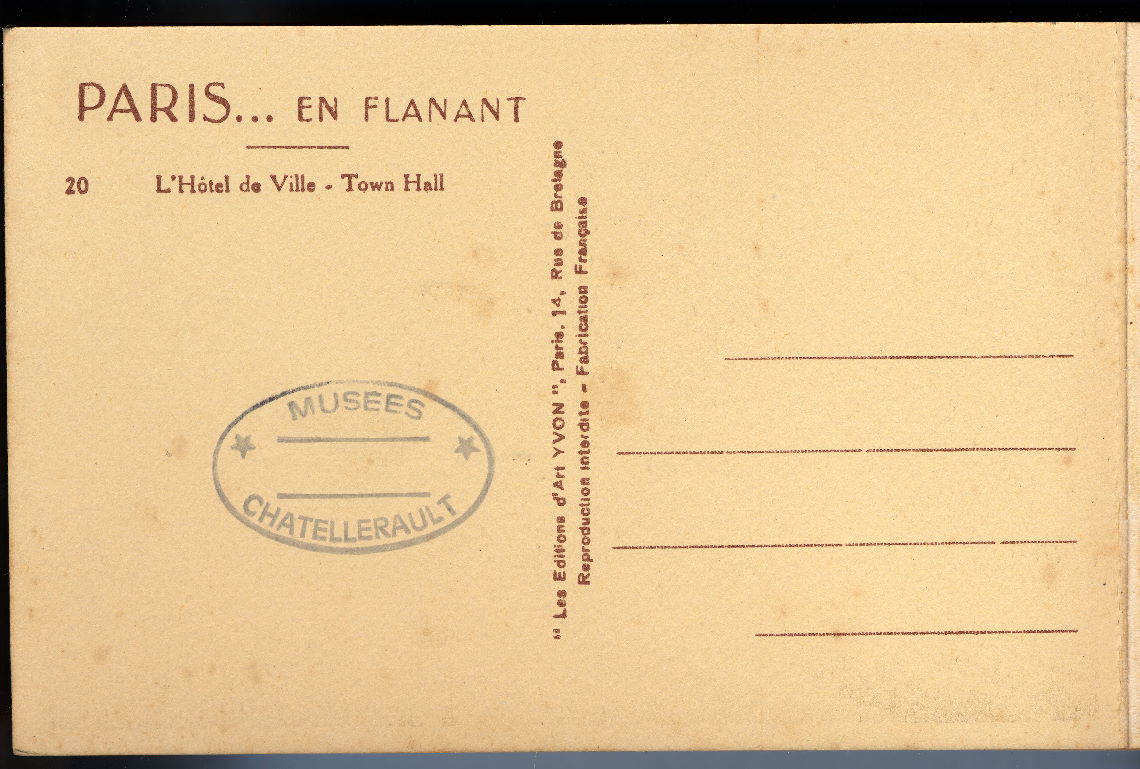 PARIS... EN FLANANT
20 L'Hôtel de Ville - Town Hall
" Les Editions d'Art YVON ", Paris, 14, Rue de Bretagne
Reproduction interdite - Fabrication Française
MUSEES
CHATELLERAULT